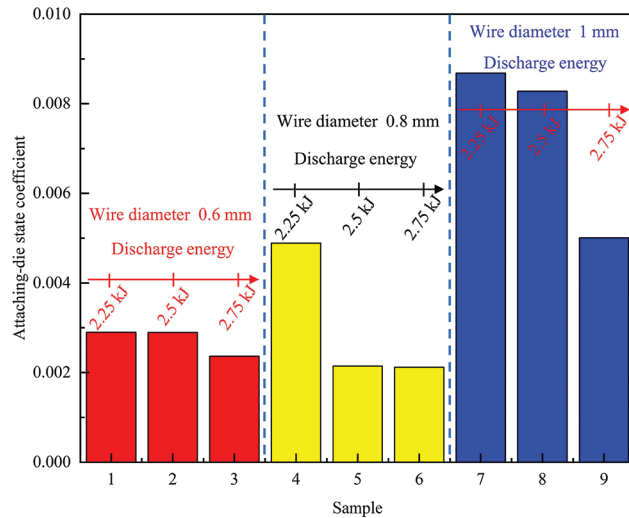 0.010
0.008
0.006
0.004
0.002
0.000
Attaching-die state coefficient
Wire diameter 0.6 mm
Discharge energy
2.25 kJ
2.5 kJ
2.75 kJ
Wire diameter 0.8 mm
Discharge energy
2.25 kJ
2.5 kJ
2.75 kJ
Wire diameter 1 mm
Discharge energy
2.25 kJ
2.5 kJ
2.75 kJ
1 2 3 4 5 6 7 8 9
Sample